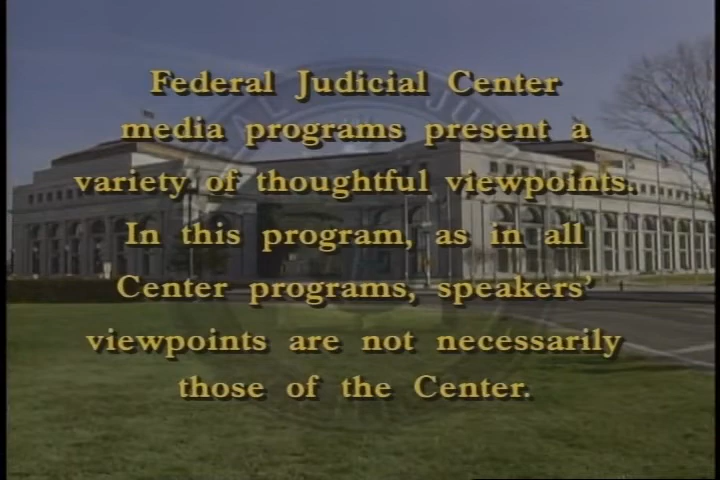 Federal Judicial Center
media programs present a
variety of thoughtful viewpoints.
In this program, as in all
Center programs, speakers'
viewpoints are not necessarily
those of the Center.